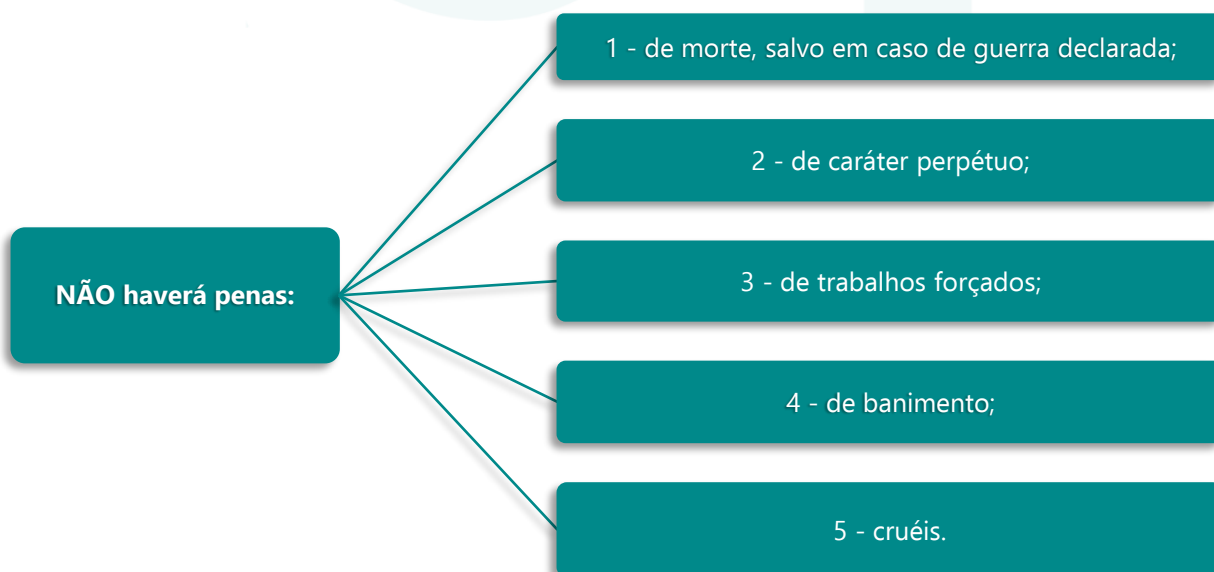 1 - de morte, salvo em caso de guerra declarada;
2 - de caráter perpétuo;
NÃO haverá penas:
3 - de trabalhos forçados;
4 - de banimento;
5 - cruéis.